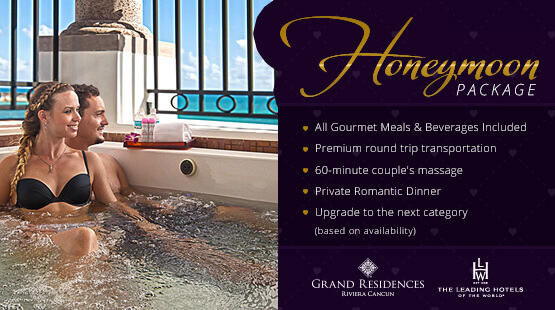 Honeymoon
PACKAGE
All Gourmet Meals & Beverages Included
Premium round trip transportation
60-minute couple's massage
Private Romantic Dinner
Upgrade to the next category
(based on availability)
GRAND RESIDENCES
RIVIERA CANCUN
THE LEADING HOTELS
OF THE WORLD®